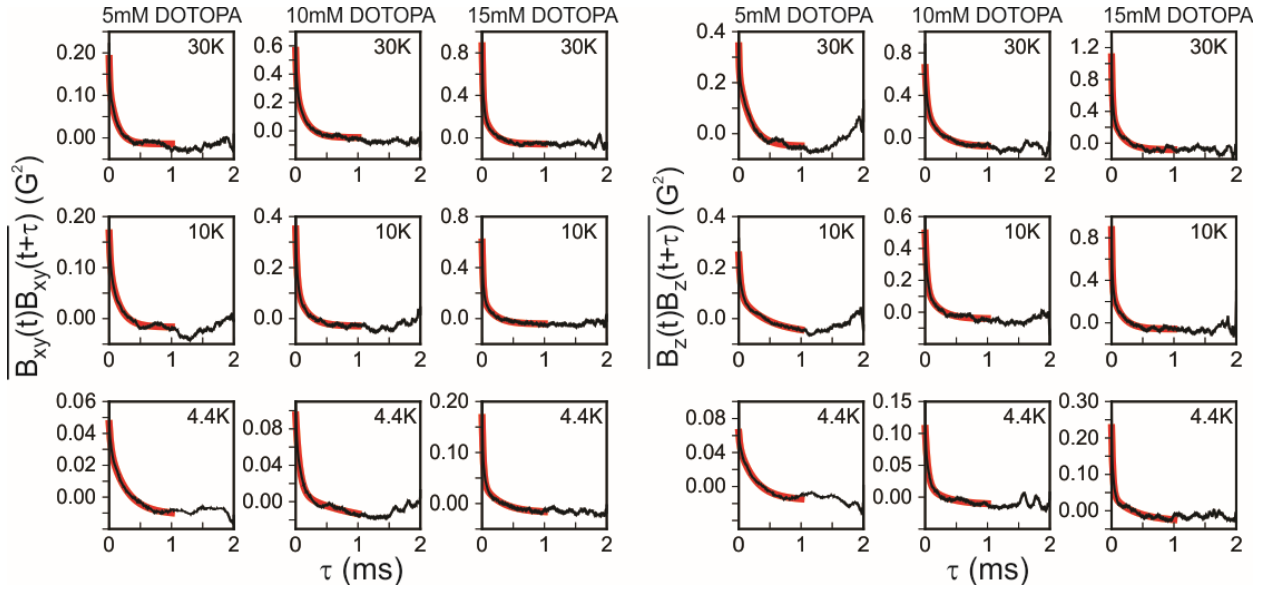 5mM DOTOPA 10mM DOTOPA 15mM DOTOPA 5mM DOTOPA 10mM DOTOPA 15mM DOTOPA
B_xy(t)B_xy(t+τ) (G²)
0.20
0.10
0.00
30K
0 1 2
0.6
0.4
0.2
0.0
30K
0 1 2
0.8
0.4
0.0
30K
0 1 2
0.20
0.10
0.00
10K
0 1 2
0.4
0.2
0.0
10K
0 1 2
0.8
0.4
0.0
10K
0 1 2
0.06
0.04
0.02
0.00
4.4K
0 1 2
0.08
0.04
0.00
4.4K
0 1 2
0.20
0.10
0.00
4.4K
0 1 2
τ (ms)
B_z(t)B_z(t+τ) (G²)
0.4
0.2
0.0
30K
0 1 2
0.8
0.4
0.0
30K
0 1 2
1.2
0.8
0.4
0.0
30K
0 1 2
0.4
0.2
0.0
10K
0 1 2
0.6
0.4
0.2
0.0
10K
0 1 2
0.8
0.4
0.0
10K
0 1 2
0.08
0.04
0.00
4.4K
0 1 2
0.15
0.10
0.05
0.00
4.4K
0 1 2
0.30
0.20
0.10
0.00
4.4K
0 1 2
τ (ms)